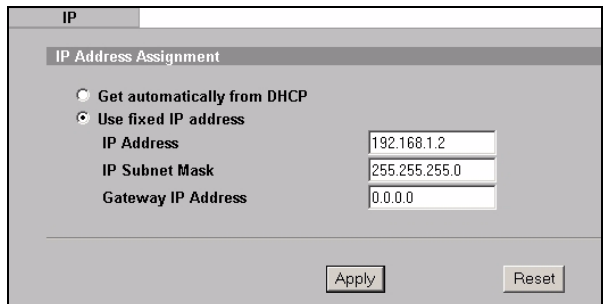 IP
IP Address Assignment
Get automatically from DHCP
Use fixed IP address
IP Address 192.168.1.2
IP Subnet Mask 255.255.255.0
Gateway IP Address 0.0.0.0
Apply Reset